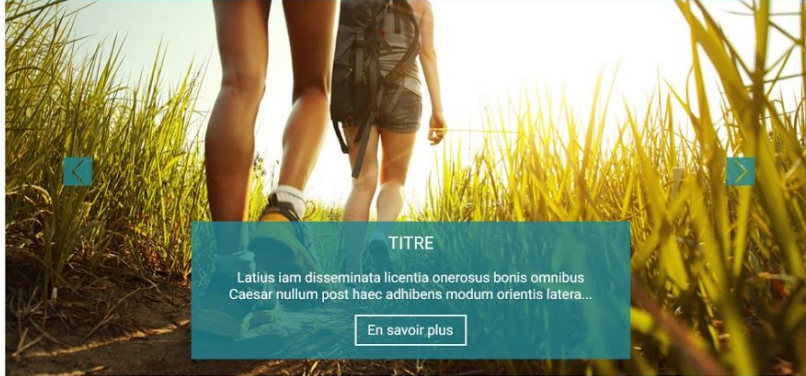 TITRE
Latius iam disseminata licentia onerosus bonis omnibus
Caesar nullum post haec adhibens modum orientis latera...
En savoir plus